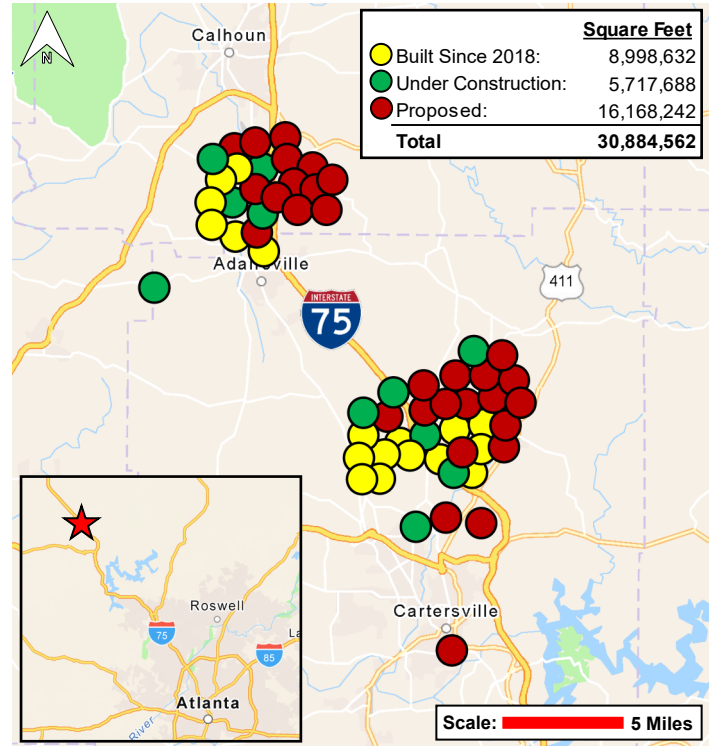 N
Calhoun
Square Feet
Built Since 2018: 8,998,632
Under Construction: 5,717,688
Proposed: 16,168,242
Total 30,884,562
Adairsville
INTERSTATE
75
411
Roswell
75
85
La
Atlanta
River
Cartersville
Scale: 5 Miles